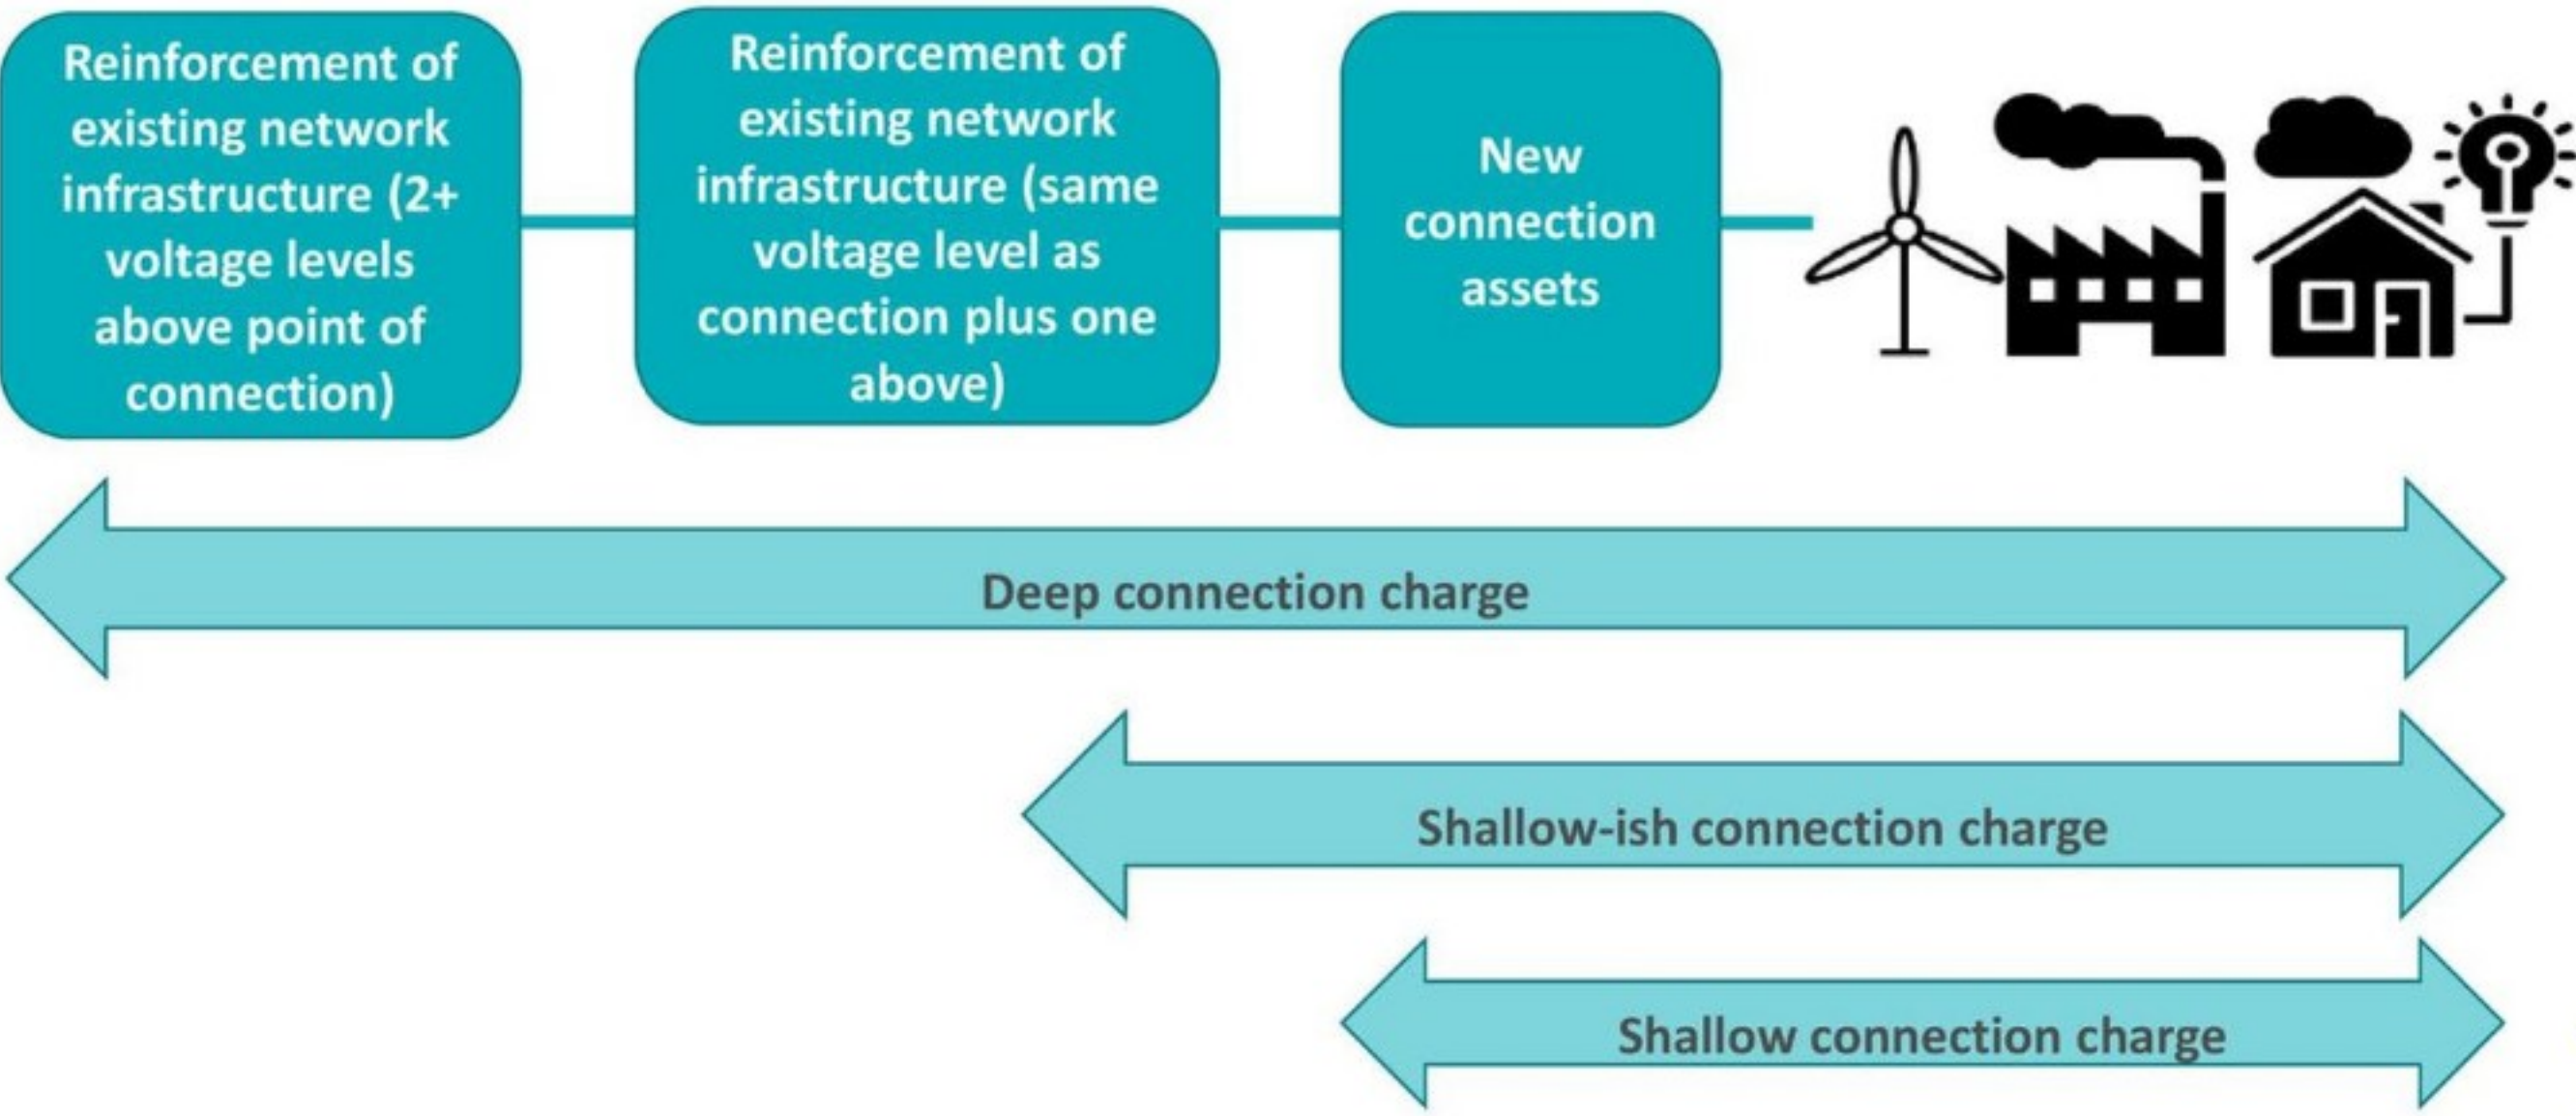 Reinforcement of
existing network
infrastructure (2+
voltage levels
above point of
connection)
Reinforcement of
existing network
infrastructure (same
voltage level as
connection plus one
above)
New
connection
assets
Deep connection charge
Shallow-ish connection charge
Shallow connection charge